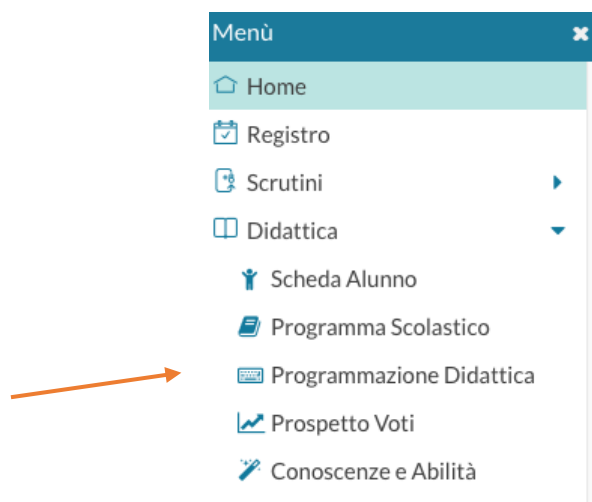 Menù
Home
Registro
Scrutini
Didattica
Scheda Alunno
Programma Scolastico
Programmazione Didattica
Prospetto Voti
Conoscenze e Abilità